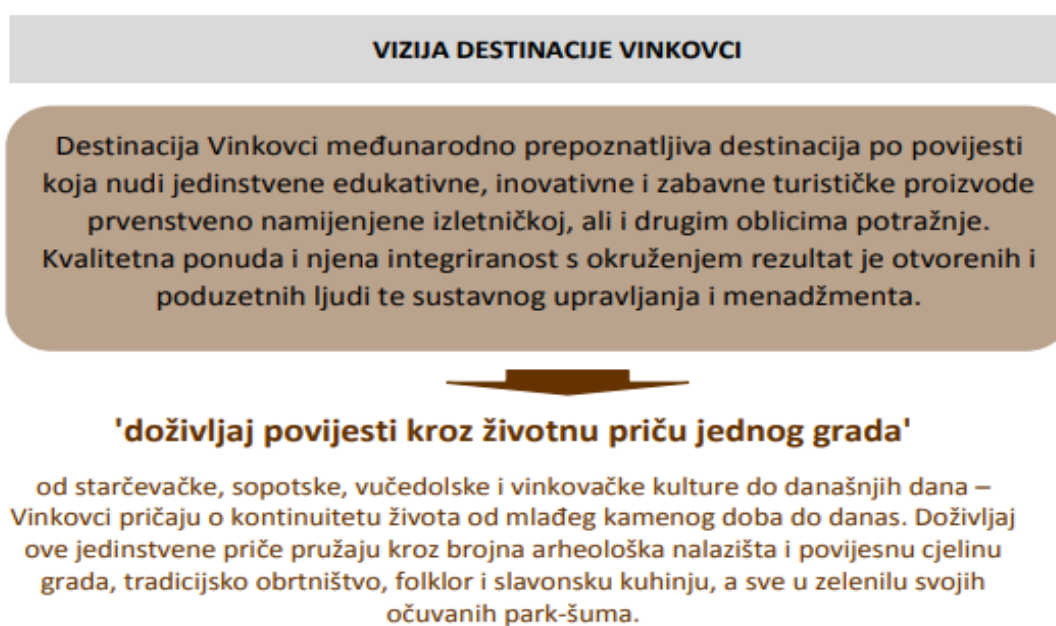 VIZIJA DESTINACIJE VINKOVCI
Destinacija Vinkovci međunarodno prepoznatljiva destinacija po povijesti
koja nudi jedinstvene edukativne, inovativne i zabavne turističke proizvode
prvenstveno namijenjene izletničkoj, ali i drugim oblicima potražnje.
Kvalitetna ponuda i njena integriranost s okruženjem rezultat je otvorenih i
poduzetnih ljudi te sustavnog upravljanja i menadžmenta.
'doživljaj povijesti kroz životnu priču jednog grada'
od starčevačke, sopotske, vučedolske i vinkovačke kulture do današnjih dana –
Vinkovci pričaju o kontinuitetu života od mlađeg kamenog doba do danas. Doživljaj
ove jedinstvene priče pružaju kroz brojna arheološka nalazišta i povijesnu cjelinu
grada, tradicijsko obrtništvo, folklor i slavonsku kuhinju, a sve u zelenilu svojih
očuvanih park-šuma.